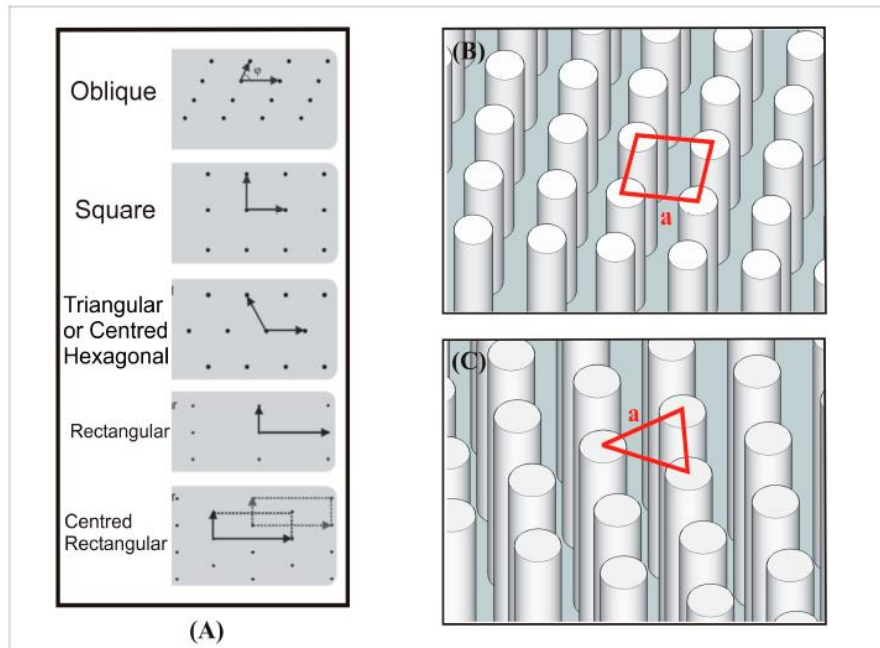 Oblique
φ
Square
Triangular
or Centred
Hexagonal
Rectangular
Centred
Rectangular
(A)
(B)
a
(C)
a